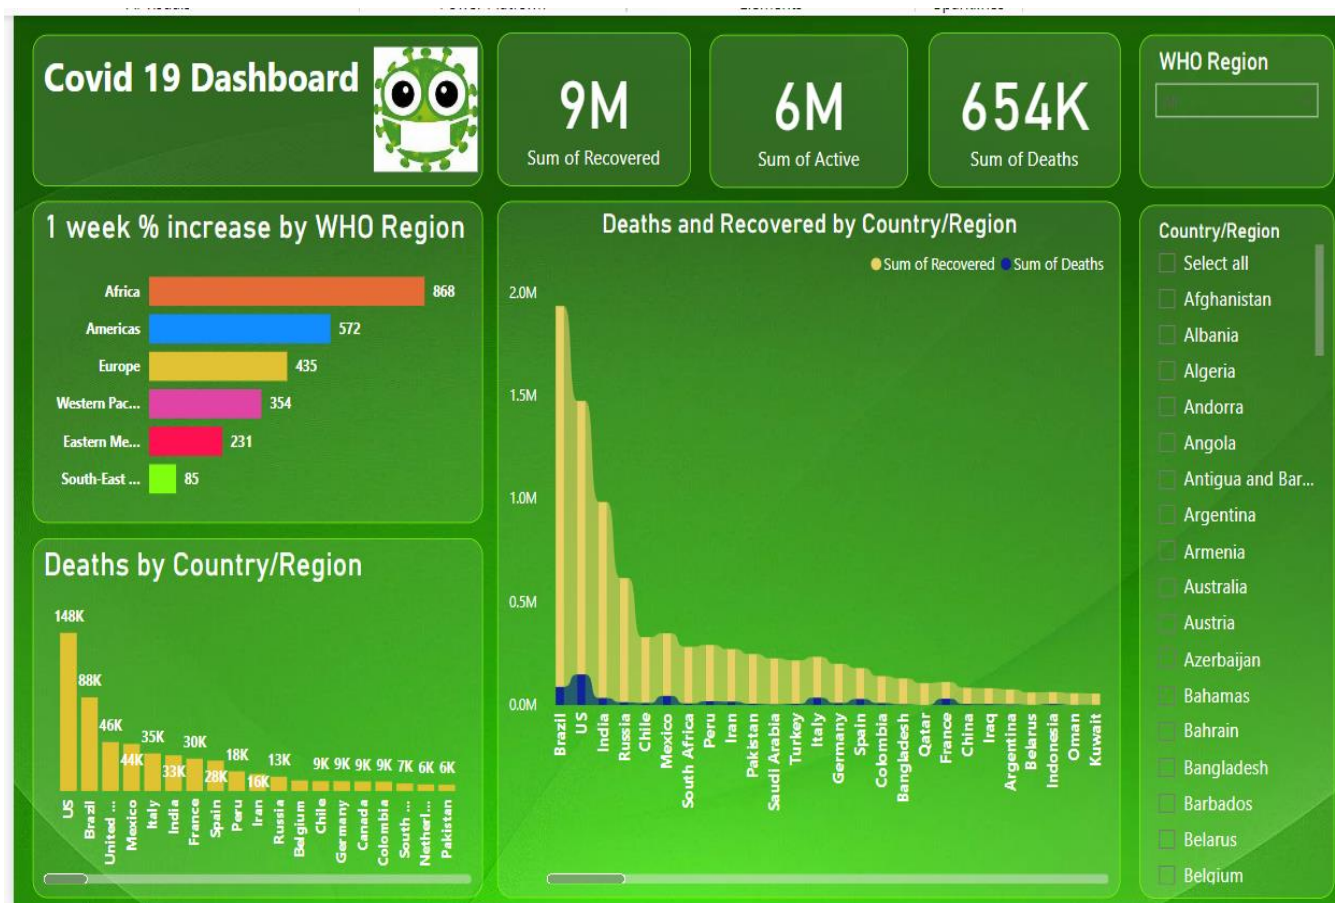 Covid 19 Dashboard
9M
Sum of Recovered
6M
Sum of Active
654K
Sum of Deaths
WHO Region
1 week % increase by WHO Region
Africa 868
Americas 572
Europe 435
Western Pac... 354
Eastern Me... 231
South-East ... 85
Deaths by Country/Region
148K
88K
46K
44K
35K
33K
30K
28K
18K
16K
13K
9K
9K
9K
9K
7K
6K
6K
US
Brazil
United ...
Mexico
Italy
India
France
Spain
Peru
Iran
Russia
Belgium
Chile
Germany
Canada
Colombia
South ...
Netherl...
Pakistan
Deaths and Recovered by Country/Region
Sum of Recovered Sum of Deaths
2.0M
1.5M
1.0M
0.5M
0.0M
Brazil
US
India
Russia
Chile
Mexico
South Africa
Peru
Iran
Pakistan
Saudi Arabia
Turkey
Italy
Germany
Spain
Colombia
Bangladesh
Qatar
France
China
Iraq
Argentina
Belarus
Indonesia
Oman
Kuwait
Country/Region
Select all
Afghanistan
Albania
Algeria
Andorra
Angola
Antigua and Bar...
Argentina
Armenia
Australia
Austria
Azerbaijan
Bahamas
Bahrain
Bangladesh
Barbados
Belarus
Belgium